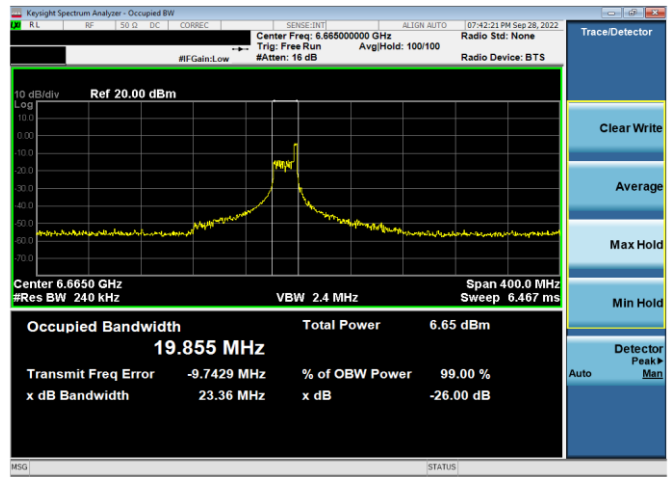 Keysight Spectrum Analyzer - Occupied BW
RL RF 50 Ω DC CORREC SENSE:INT ALIGN AUTO 07:42:21 PM Sep 28, 2022
Center Freq: 6.665000000 GHz Radio Std: None
Trig: Free Run Avg|Hold: 100/100
#IFGain:Low #Atten: 16 dB Radio Device: BTS
Trace/Detector
10 dB/div Ref 20.00 dBm
Log
10.0
0.00
-10.0
-20.0
-30.0
-40.0
-50.0
-60.0
-70.0
Center 6.6650 GHz Span 400.0 MHz
#Res BW 240 kHz VBW 2.4 MHz Sweep 6.467 ms
Occupied Bandwidth Total Power 6.65 dBm
19.855 MHz
Transmit Freq Error -9.7429 MHz % of OBW Power 99.00 %
x dB Bandwidth 23.36 MHz x dB -26.00 dB
Clear Write
Average
Max Hold
Min Hold
Detector
Peak▶
Auto Man
MSG STATUS